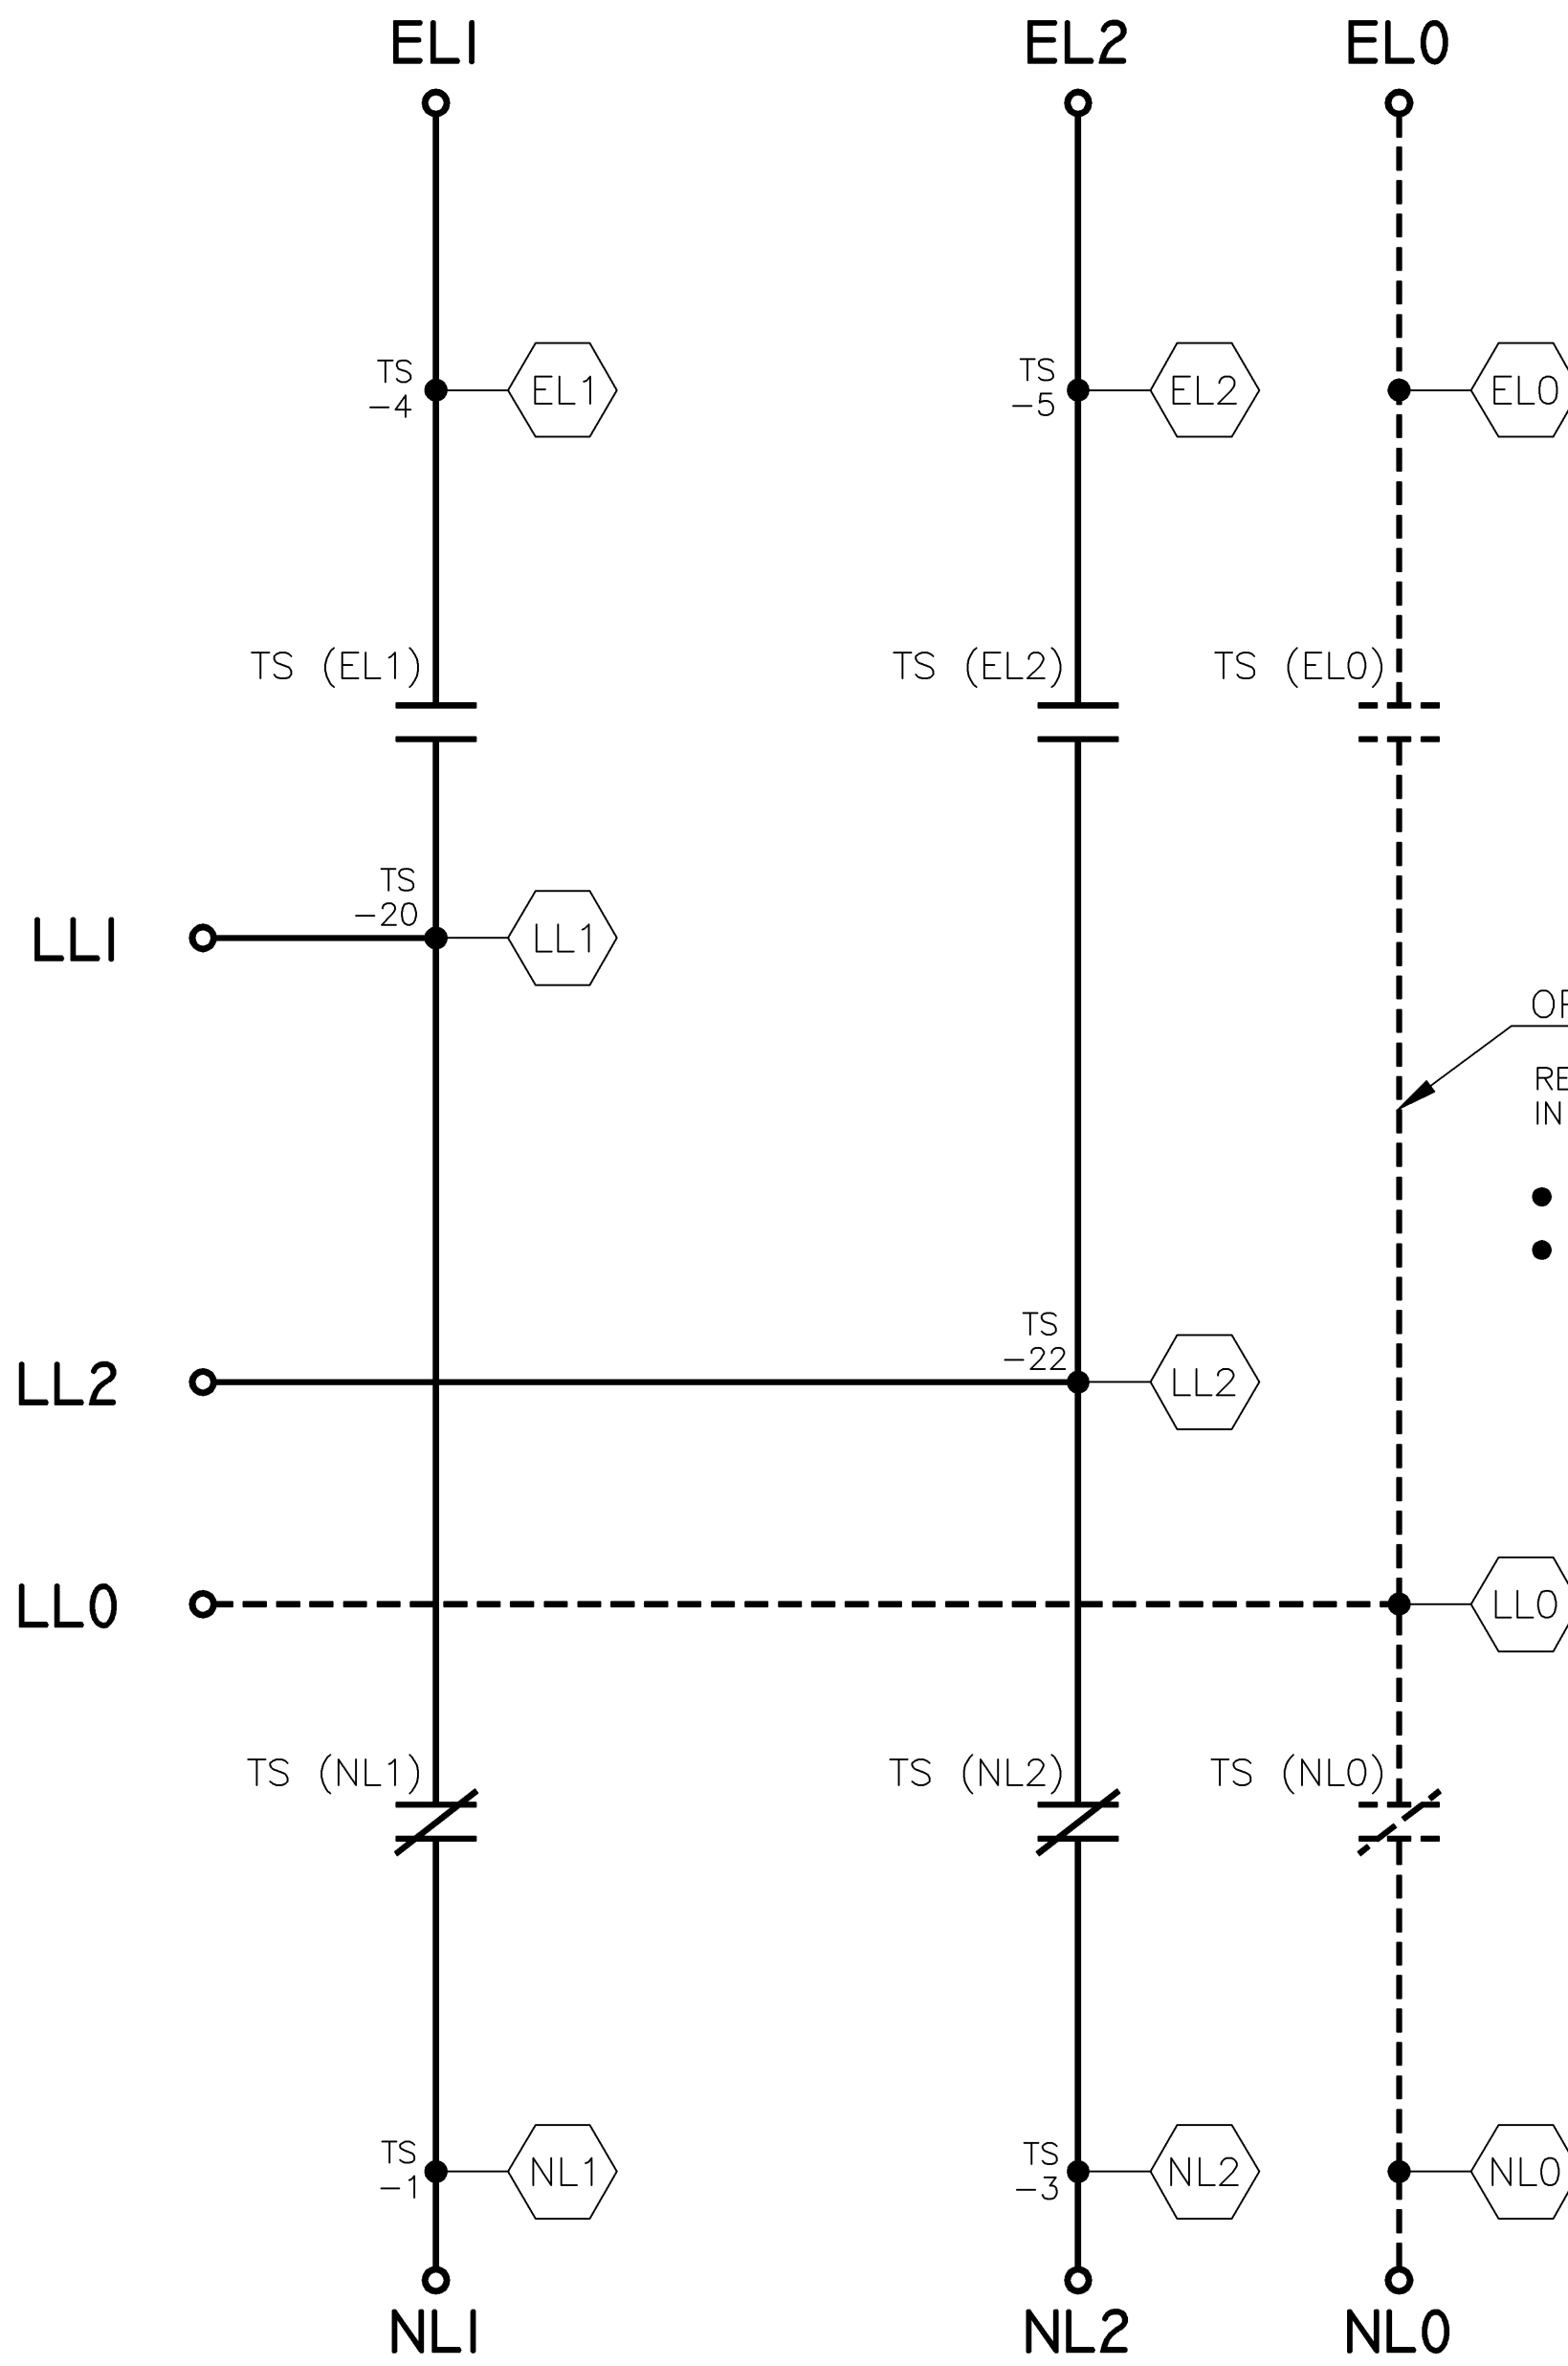 EL1
EL2
EL0
TS
-4
EL1
TS
-5
EL2
EL0
TS (EL1)
TS (EL2)
TS (EL0)
TS
-20
LL1
LL1
IN
TS
-22
LL2
LL2
LL0
LL0
TS (NL1)
TS (NL2)
TS (NL0)
TS
-1
NL1
TS
-3
NL2
NL0
NL1
NL2
NL0